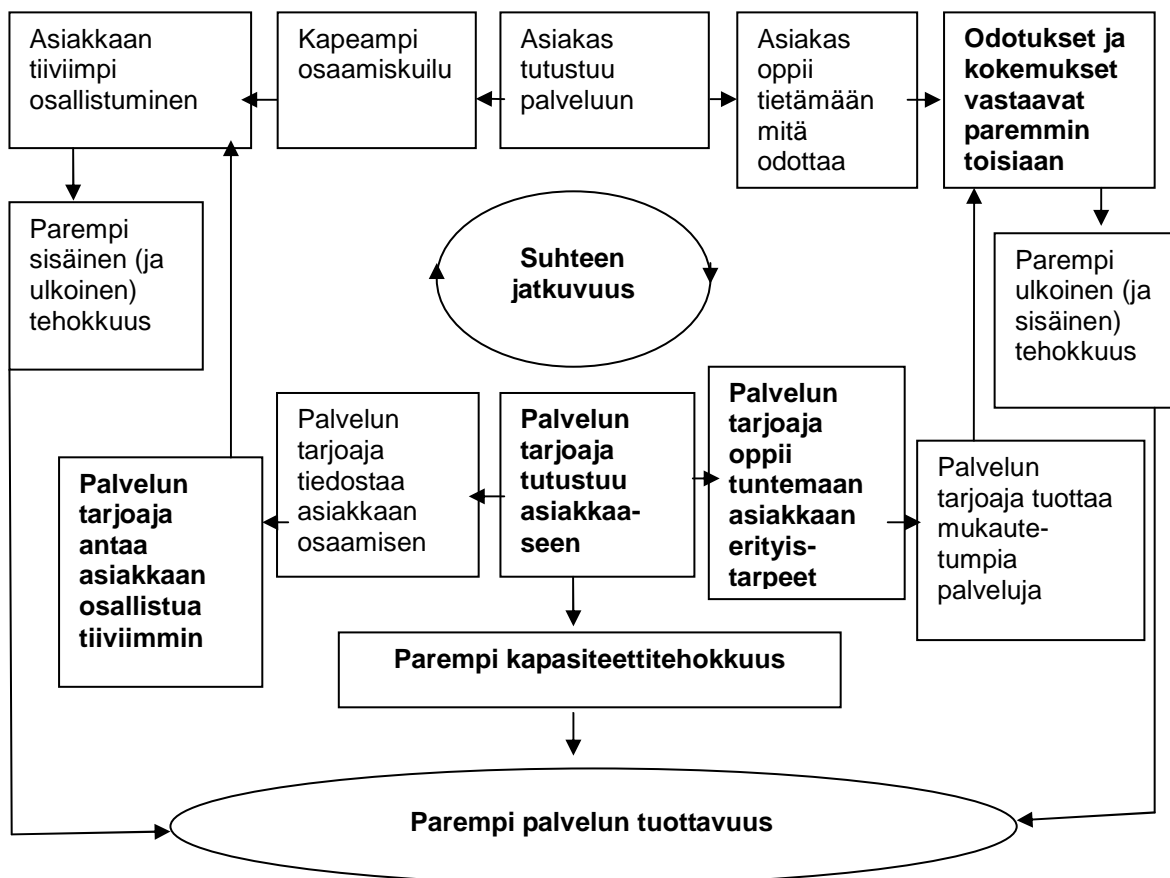 Asiakkaan
tiiviimpi
osallistuminen
Kapeampi
osaamiskuilu
Asiakas
tutustuu
palveluun
Asiakas
oppii
tietämään
mitä
odottaa
Odotukset ja
kokemukset
vastaavat
paremmin
toisiaan
Parempi
sisäinen (ja
ulkoinen)
tehokkuus
Suhteen
jatkuvuus
Parempi
ulkoinen (ja
sisäinen)
tehokkuus
Palvelun
tarjoaja
antaa
asiakkaan
osallistua
tiiviimmin
Palvelun
tarjoaja
tiedostaa
asiakkaan
osaamisen
Palvelun
tarjoaja
tutustuu
asiakkaa-
seen
Palvelun
tarjoaja
oppii
tuntemaan
asiakkaan
erityis-
tarpeet
Palvelun
tarjoaja tuottaa
mukaute-
tumpia
palveluja
Parempi kapasiteettitehokkuus
Parempi palvelun tuottavuus